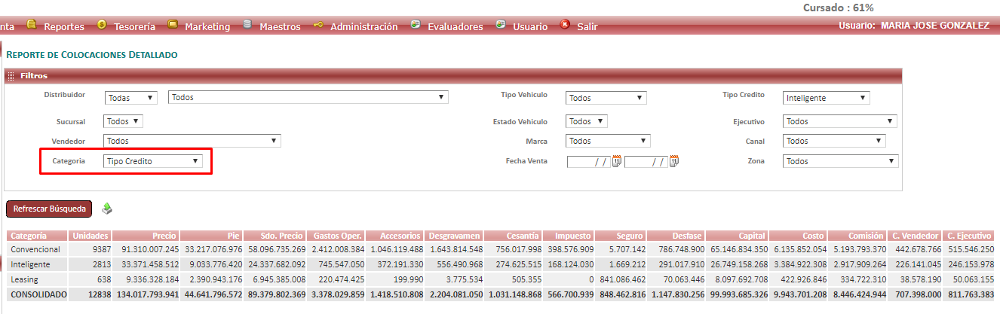 Cursado : 61%
nta Reportes Tesorería Marketing Maestros Administración Evaluadores Usuario Salir Usuario: MARIA JOSE GONZALEZ
REPORTE DE COLOCACIONES DETALLADO
Filtros
Distribuidor Todas Todos Tipo Vehiculo Todos Tipo Credito Inteligente
Sucursal Todos Estado Vehiculo Todos Ejecutivo Todos
Vendedor Todos Marca Todos Canal Todos
Categoria Tipo Credito Fecha Venta / / 11 / / 11 Zona Todos
Refrescar Búsqueda
Categoría Unidades Precio Pie Sdo. Precio Gastos Oper. Accesorios Desgravamen Cesantía Impuesto Seguro Desfase Capital Costo Comisión C. Vendedor C. Ejecutivo
Convencional 9387 91.310.007.245 33.217.076.976 58.096.735.269 2.412.008.384 1.046.119.488 1.643.814.548 756.017.998 398.576.909 5.707.142 786.748.900 65.146.834.350 6.135.852.054 5.193.793.370 442.678.766 515.546.250
Inteligente 2813 33.371.458.512 9.033.776.420 24.337.682.092 745.547.050 372.191.330 556.490.968 274.625.515 168.124.030 1.669.212 291.017.910 26.749.158.268 3.384.922.308 2.917.909.264 226.141.045 246.153.978
Leasing 638 9.336.328.184 2.390.943.176 6.945.385.008 220.474.425 199.990 3.775.534 505.355 0 841.086.462 70.063.446 8.097.692.708 422.926.846 334.722.310 38.578.190 50.063.155
CONSOLIDADO 12838 134.017.793.941 44.641.796.572 89.379.802.369 3.378.029.859 1.418.510.808 2.204.081.050 1.031.148.868 566.700.939 848.462.816 1.147.830.256 99.993.685.326 9.943.701.208 8.446.424.944 707.398.000 811.763.383